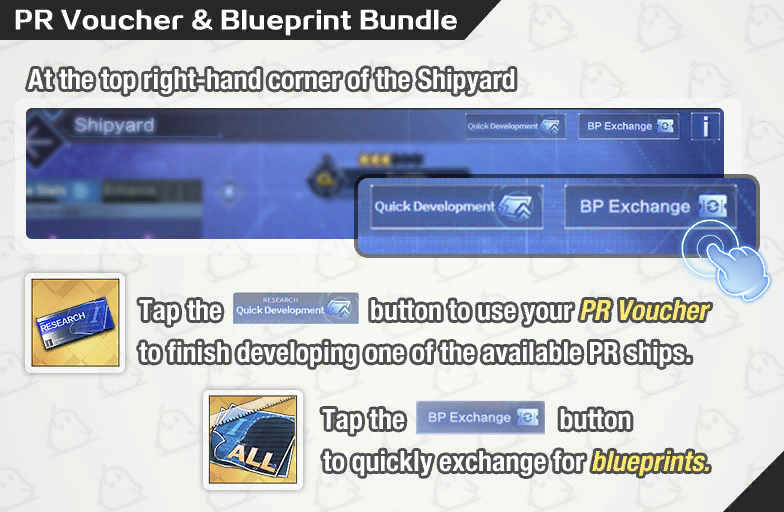 PR Voucher & Blueprint Bundle
At the top right-hand corner of the Shipyard
Shipyard
Quick Development
BP Exchange
i
Quick Development
BP Exchange
RESEARCH
Tap the
RESEARCH
Quick Development
button to use your PR Voucher
to finish developing one of the available PR ships.
ALL
Tap the
BP Exchange
button
to quickly exchange for blueprints.